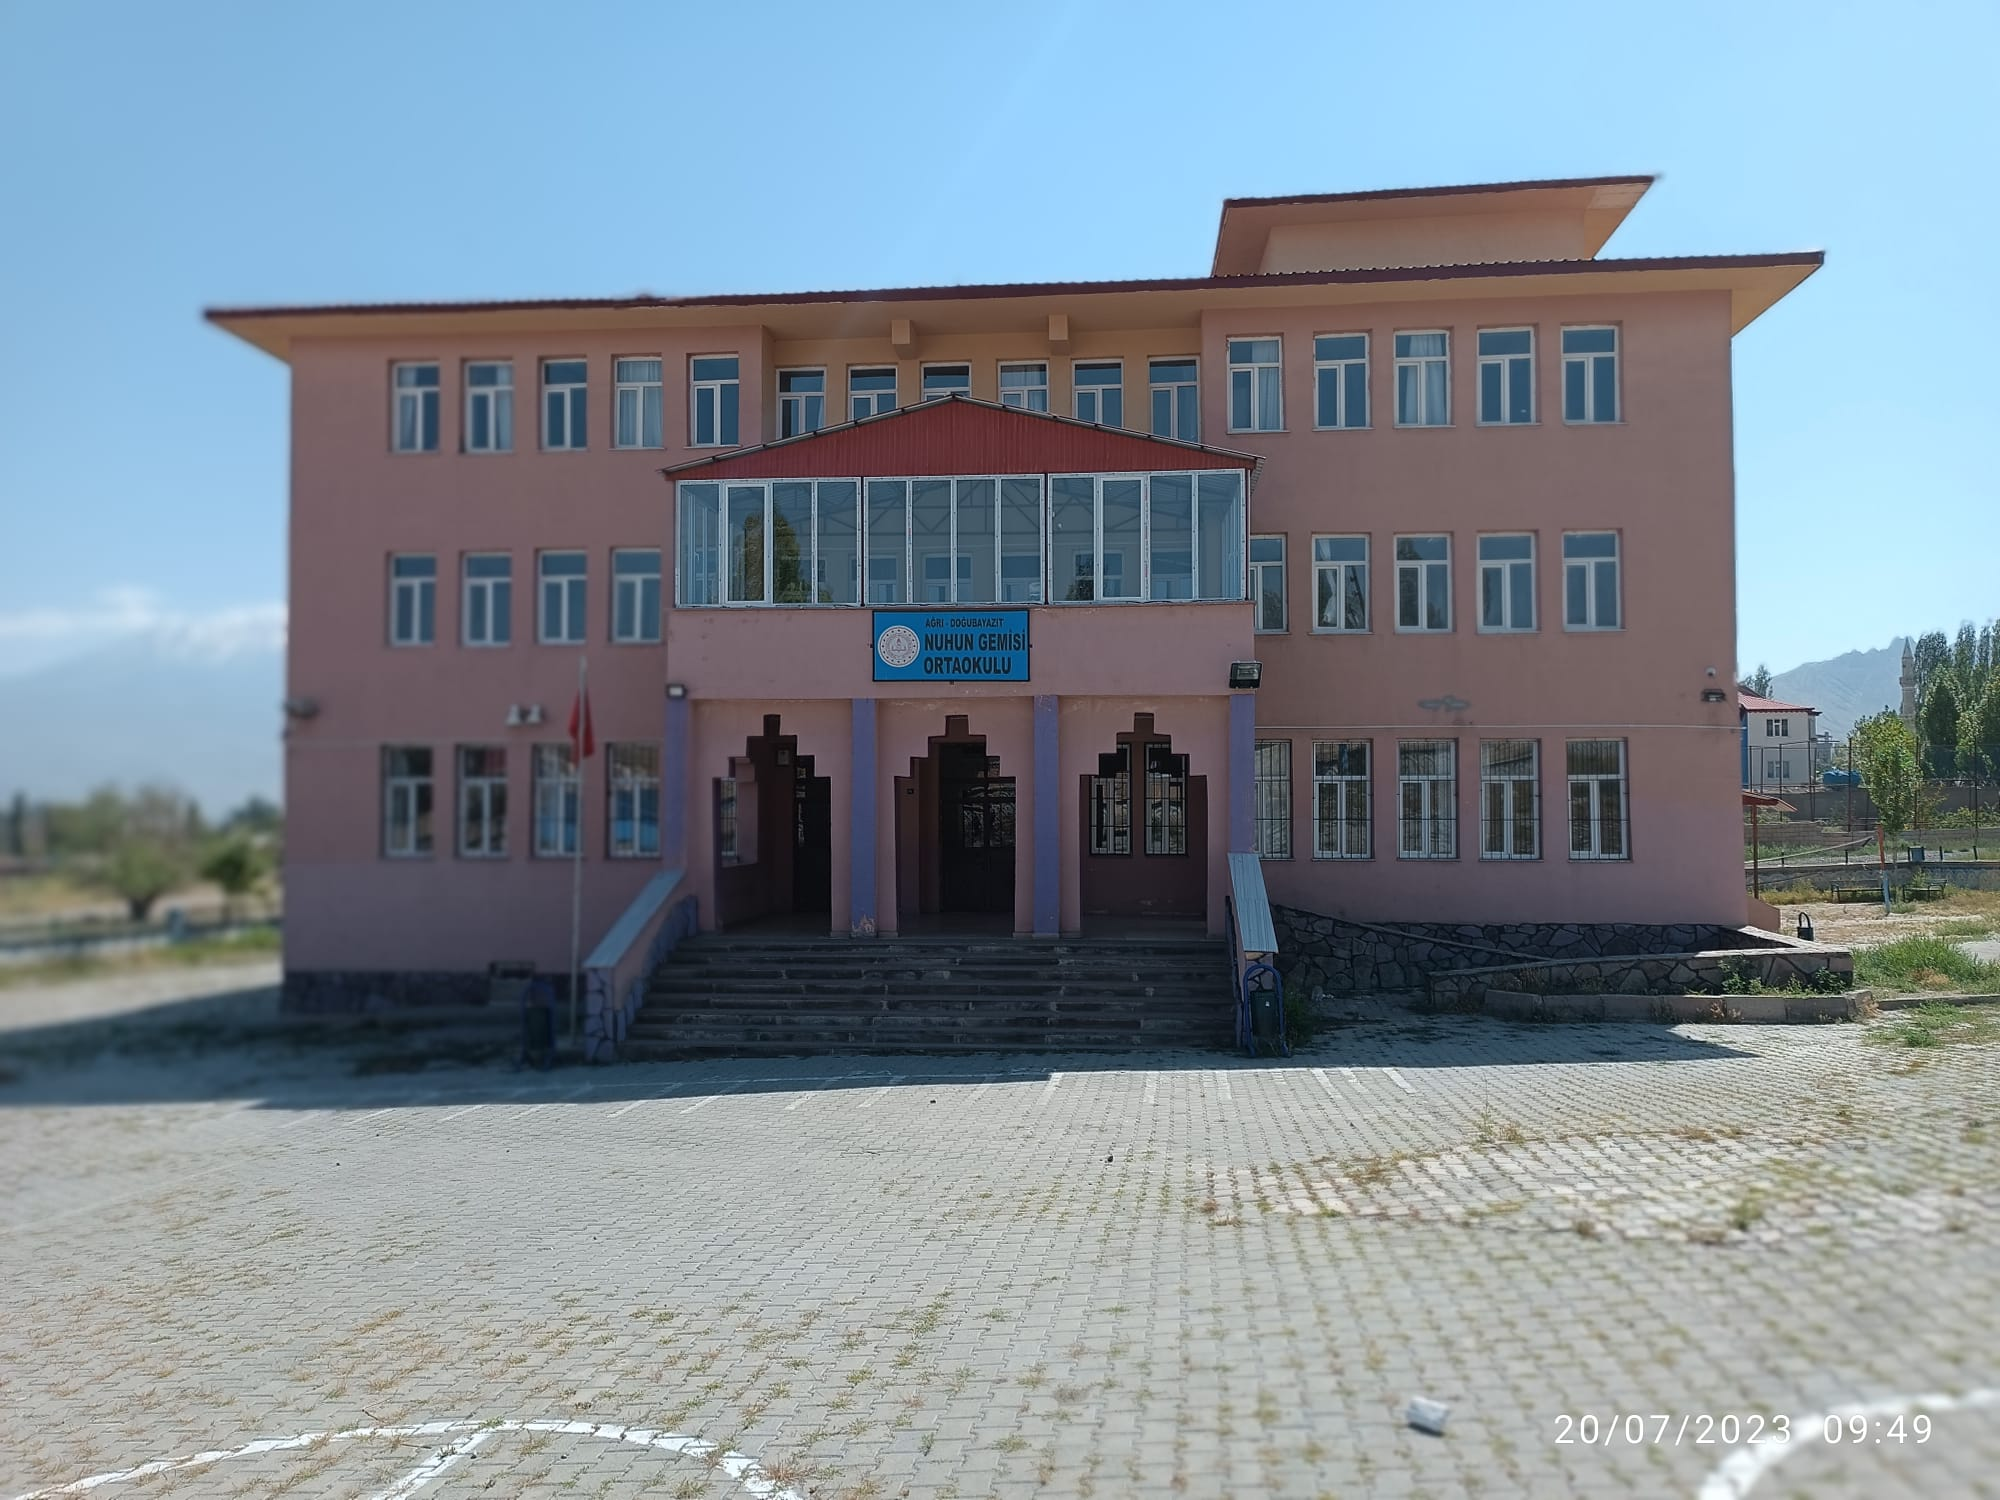 AĞRI - DOĞUBAYAZIT
NUHUN GEMİSİ
ORTAOKULU
20/07/2023 09:49